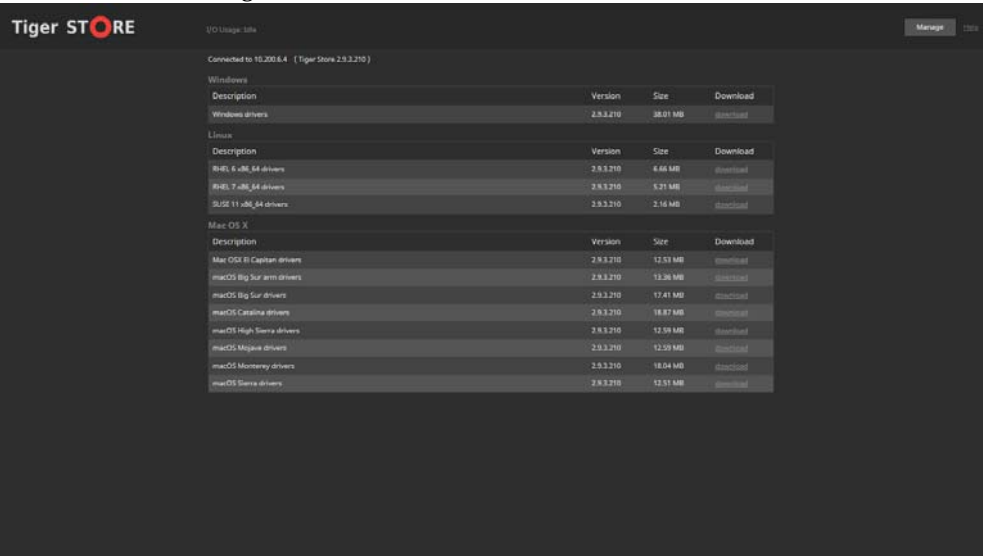 Tiger STORE
I/O Usage: Idle
Manage Help
Connected to 10.200.6.4 ( Tiger Store 2.9.3.210 )
Windows
Description Version Size Download
Windows drivers 2.9.3.210 38.01 MB download
Linux
Description Version Size Download
RHEL 6 x86_64 drivers 2.9.3.210 6.66 MB download
RHEL 7 x86_64 drivers 2.9.3.210 5.21 MB download
SUSE 11 x86_64 drivers 2.9.3.210 2.16 MB download
Mac OS X
Description Version Size Download
Mac OSX El Capitan drivers 2.9.3.210 12.53 MB download
macOS Big Sur arm drivers 2.9.3.210 13.36 MB download
macOS Big Sur drivers 2.9.3.210 17.41 MB download
macOS Catalina drivers 2.9.3.210 18.87 MB download
macOS High Sierra drivers 2.9.3.210 12.59 MB download
macOS Mojave drivers 2.9.3.210 12.59 MB download
macOS Monterey drivers 2.9.3.210 18.04 MB download
macOS Sierra drivers 2.9.3.210 12.51 MB download